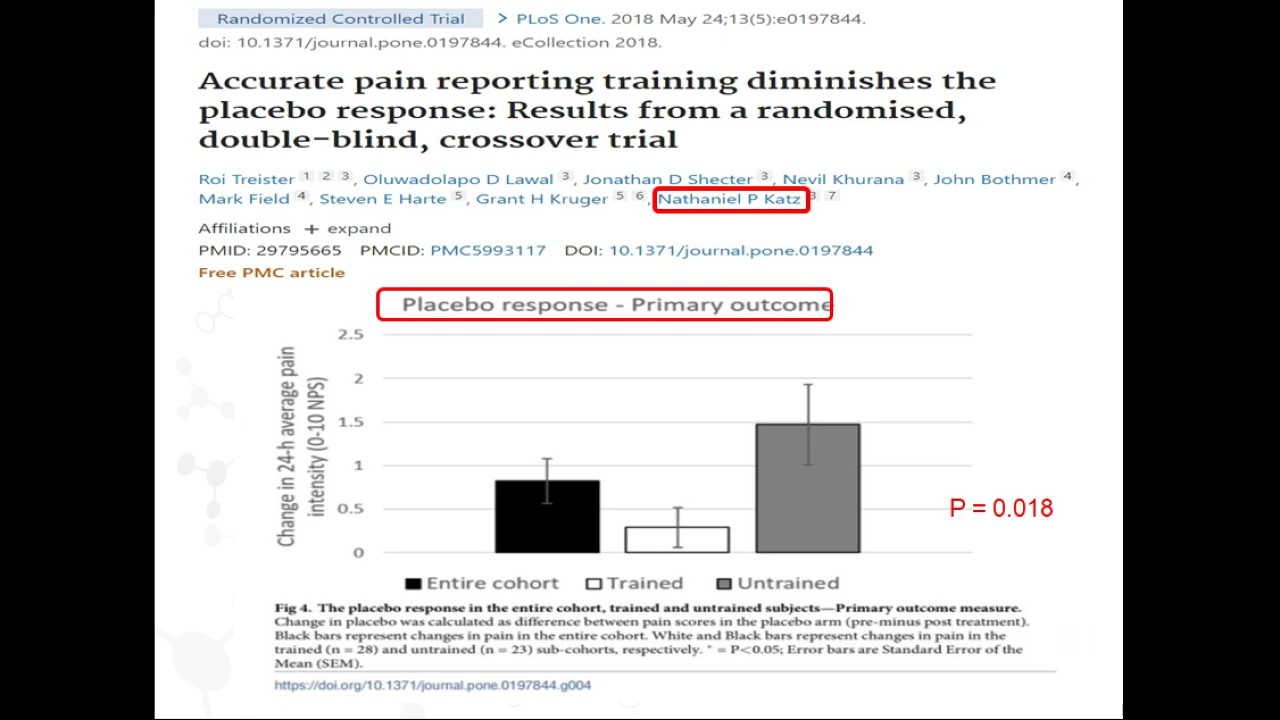 Randomized Controlled Trial > PLoS One. 2018 May 24;13(5):e0197844.
doi: 10.1371/journal.pone.0197844. eCollection 2018.
Accurate pain reporting training diminishes the
placebo response: Results from a randomised,
double-blind, crossover trial
Roi Treister 1 2 3, Oluwadolapo D Lawal 3, Jonathan D Shecter 3, Nevil Khurana 3, John Bothmer 4,
Mark Field 4, Steven E Harte 5, Grant H Kruger 5 6, Nathaniel P Katz 3 7
Affiliations + expand
PMID: 29795665 PMCID: PMC5993117 DOI: 10.1371/journal.pone.0197844
Free PMC article
Placebo response - Primary outcome
Change in 24-h average pain
intensity (0-10 NPS)
2.5
2
1.5
1
0.5
0
P = 0.018
Entire cohort Trained Untrained
Fig 4. The placebo response in the entire cohort, trained and untrained subjects—Primary outcome measure.
Change in placebo was calculated as difference between pain scores in the placebo arm (pre-minus post treatment).
Black bars represent changes in pain in the entire cohort. White and Black bars represent changes in pain in the
trained (n = 28) and untrained (n = 23) sub-cohorts, respectively. * = P<0.05; Error bars are Standard Error of the
Mean (SEM).
https://doi.org/10.1371/journal.pone.0197844.g004